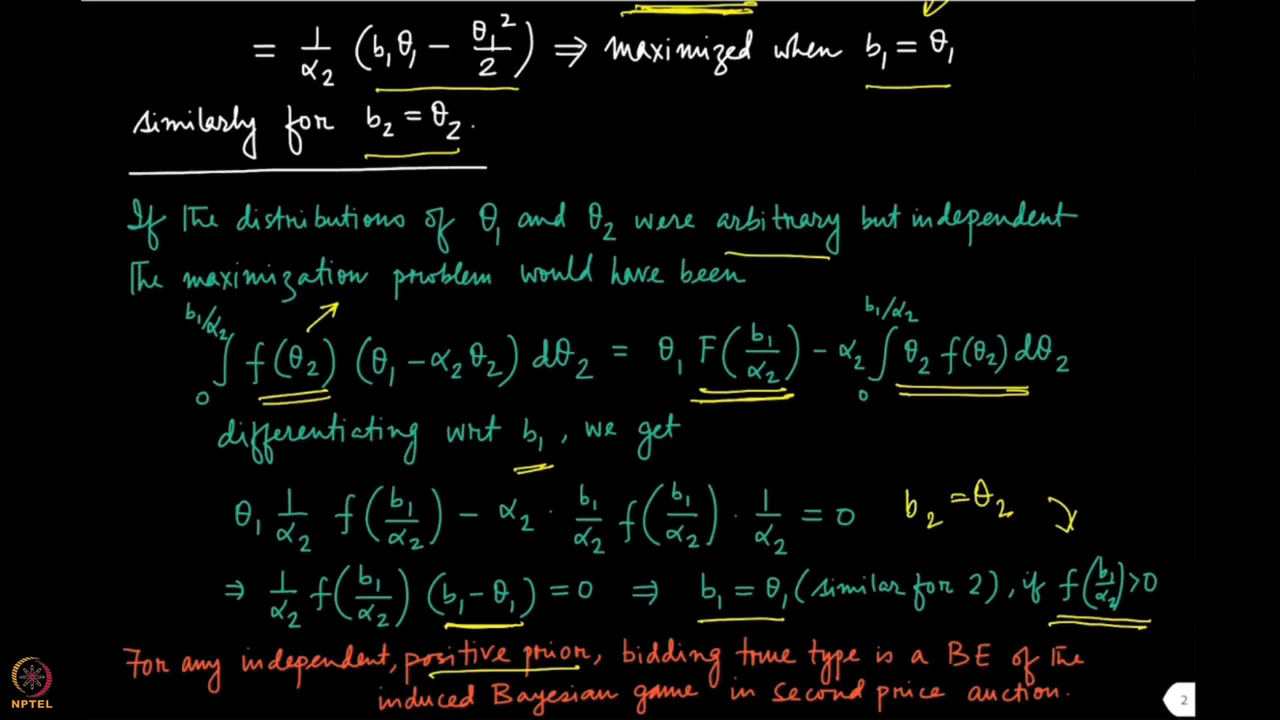 = 1/α₂ (b₁θ₁ − θ₁²/2) ⇒ maximized when b₁ = θ₁
similarly for b₂ = θ₂.
If the distributions of θ₁ and θ₂ were arbitrary but independent
the maximization problem would have been
∫₀^{b₁/α₂} f(θ₂) (θ₁ − α₂θ₂) dθ₂ = θ₁ F(b₁/α₂) − α₂ ∫₀^{b₁/α₂} θ₂ f(θ₂) dθ₂
differentiating wrt b₁, we get
θ₁ 1/α₂ f(b₁/α₂) − α₂ · b₁/α₂ f(b₁/α₂) · 1/α₂ = 0 b₂ = θ₂
⇒ 1/α₂ f(b₁/α₂) (b₁ − θ₁) = 0 ⇒ b₁ = θ₁ (similar for 2), if f(b₁/α₂) > 0
For any independent, positive prior, bidding true type is a BE of the
induced Bayesian game in second price auction.
NPTEL
2